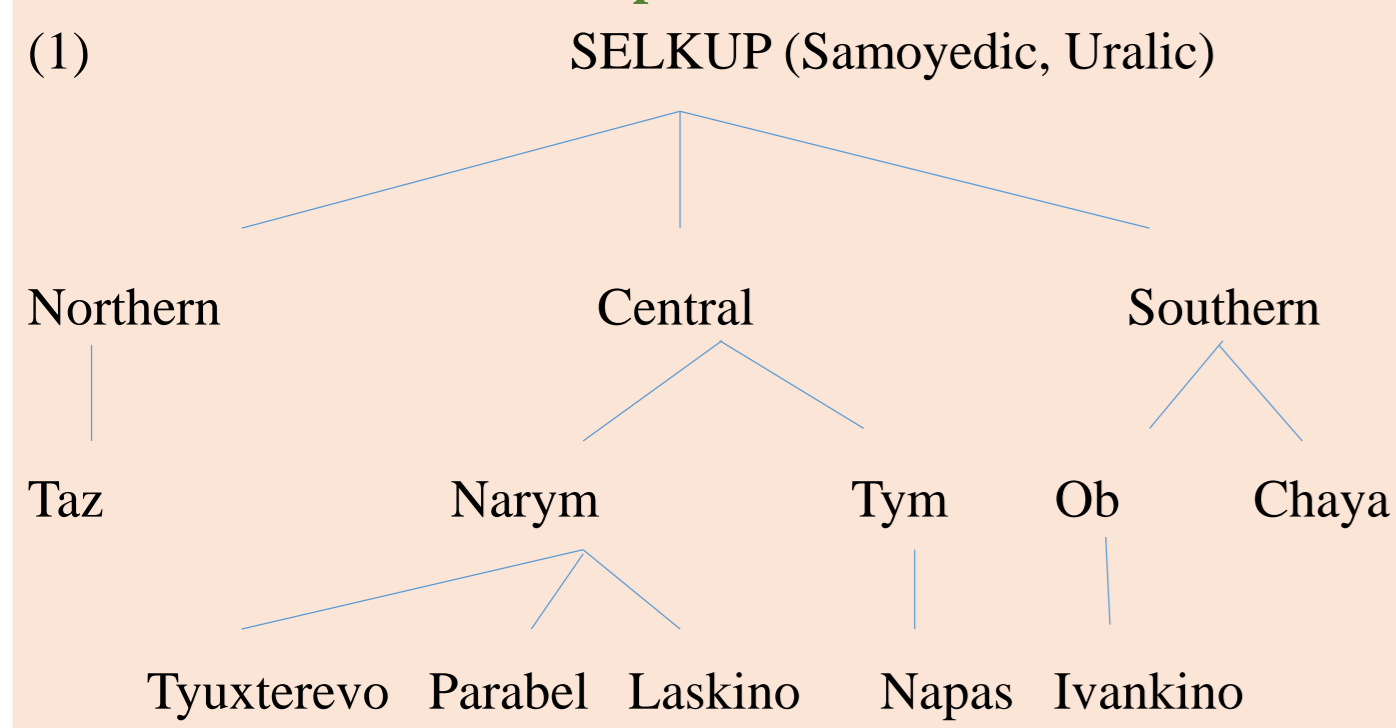 (1) SELKUP (Samoyedic, Uralic)
Northern Central Southern
Taz Narym Tym Ob Chaya
Tyuxterevo Parabel Laskino Napas Ivankino